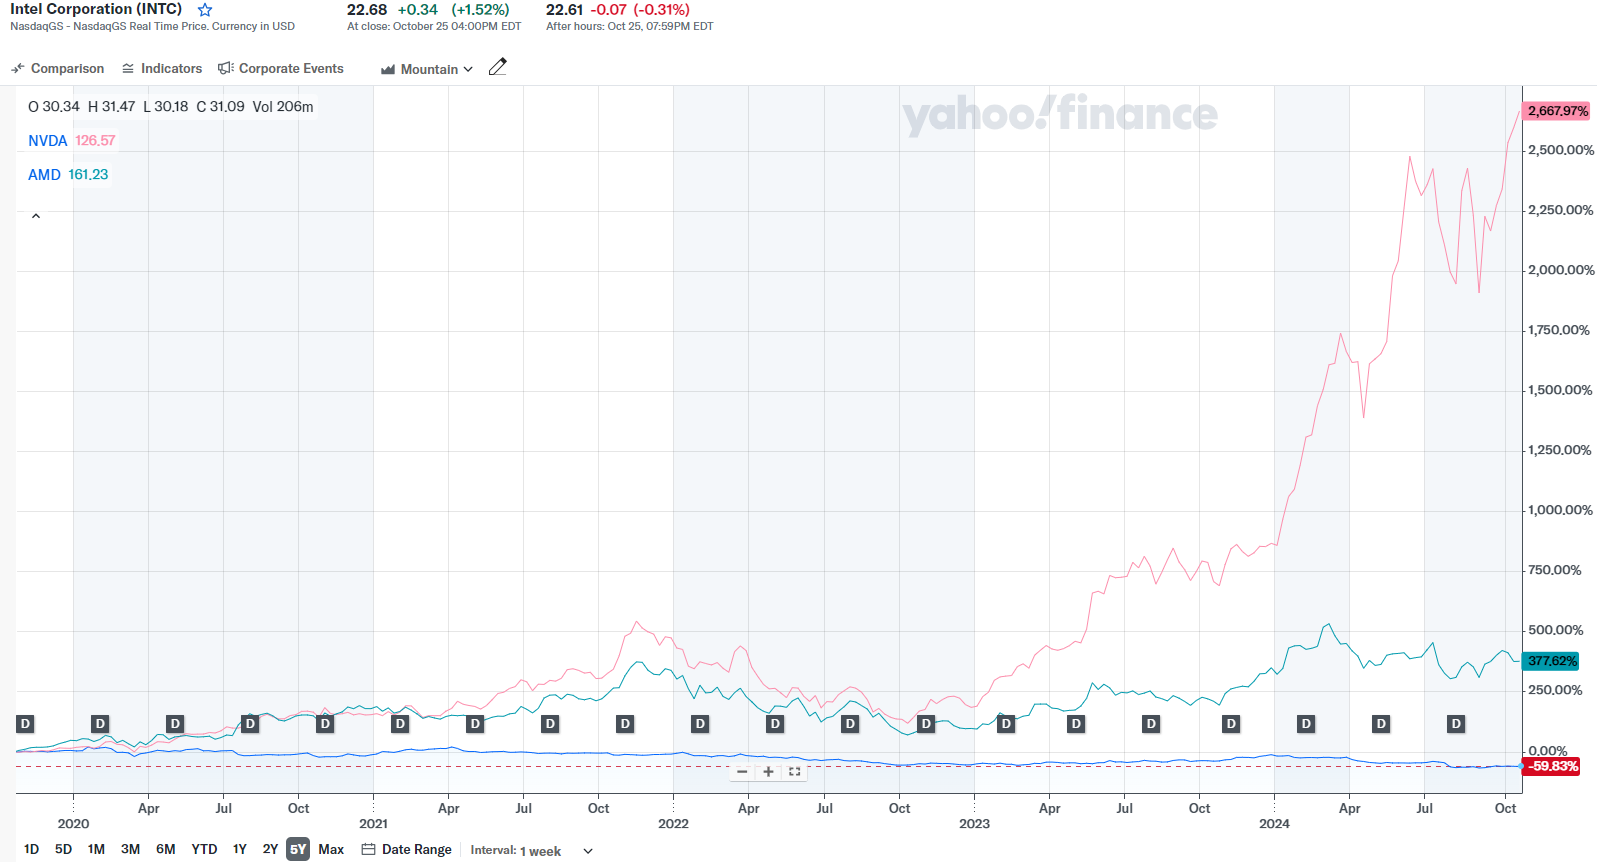 Intel Corporation (INTC)
22.68 +0.34 (+1.52%)
22.61 -0.07 (-0.31%)
NasdaqGS - NasdaqGS Real Time Price. Currency in USD
At close: October 25 04:00PM EDT
After hours: Oct 25, 07:59PM EDT
Comparison
Indicators
Corporate Events
Mountain
O 30.34 H 31.47 L 30.18 C 31.09 Vol 206m
NVDA 126.57
AMD 161.23
yahoo!finance
2,667.97%
2,500.00%
2,250.00%
2,000.00%
1,750.00%
1,500.00%
1,250.00%
1,000.00%
750.00%
500.00%
377.62%
250.00%
D D D D D D D D D D D D D D D D D D D D
0.00%
-59.83%
Apr Jul Oct Apr Jul Oct Apr Jul Oct Apr Jul Oct Apr Jul Oct
2020 2021 2022 2023 2024
1D 5D 1M 3M 6M YTD 1Y 2Y 5Y Max Date Range Interval: 1 week